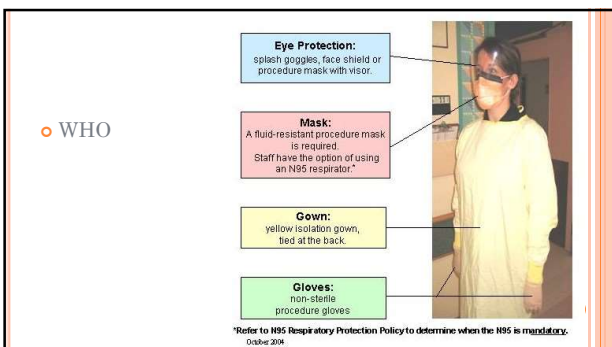 WHO
Eye Protection:
splash goggles, face shield or
procedure mask with visor.
Mask:
A fluid-resistant procedure mask
is required.
Staff have the option of using
an N95 respirator.*
Gown:
yellow isolation gown,
tied at the back.
Gloves:
non-sterile
procedure gloves
*Refer to N95 Respiratory Protection Policy to determine when the N95 is mandatory.
October 2004